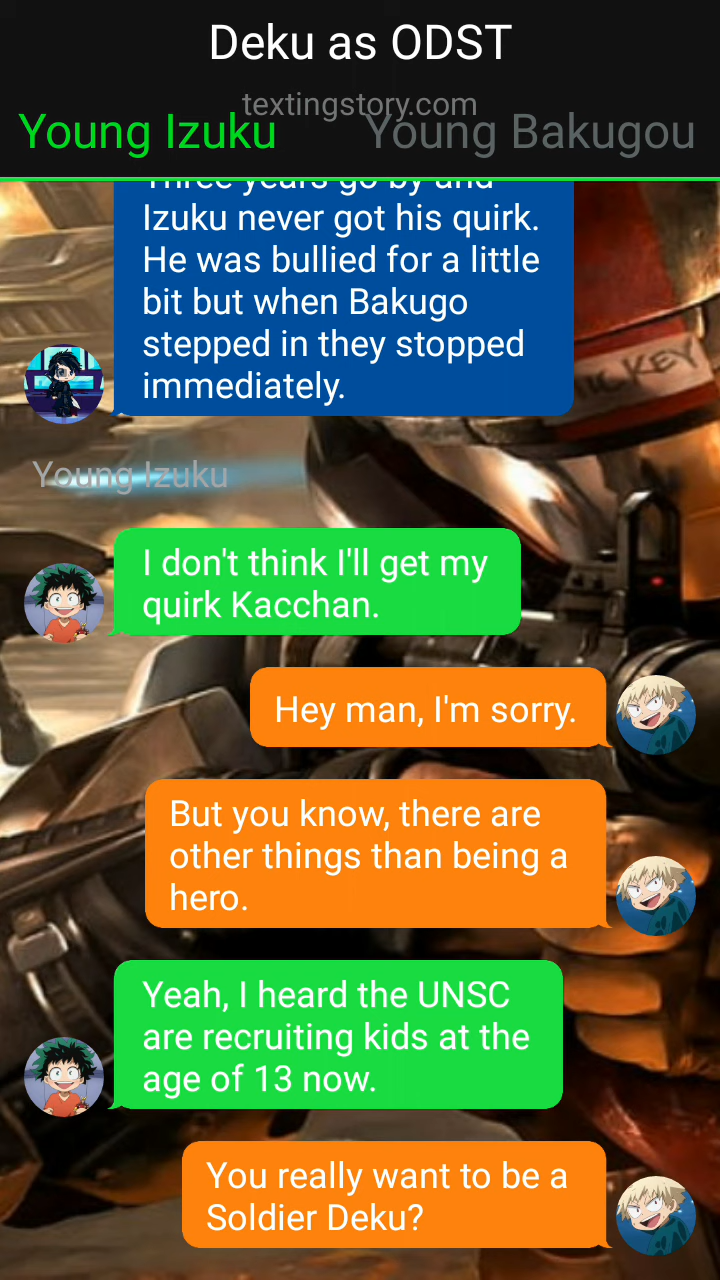 Deku as ODST
textingstory.com
Young Izuku
Young Bakugou
Three years go by and
Izuku never got his quirk.
He was bullied for a little
bit but when Bakugo
stepped in they stopped
immediately.
Young Izuku
I don't think I'll get my
quirk Kacchan.
Hey man, I'm sorry.
But you know, there are
other things than being a
hero.
Yeah, I heard the UNSC
are recruiting kids at the
age of 13 now.
You really want to be a
Soldier Deku?